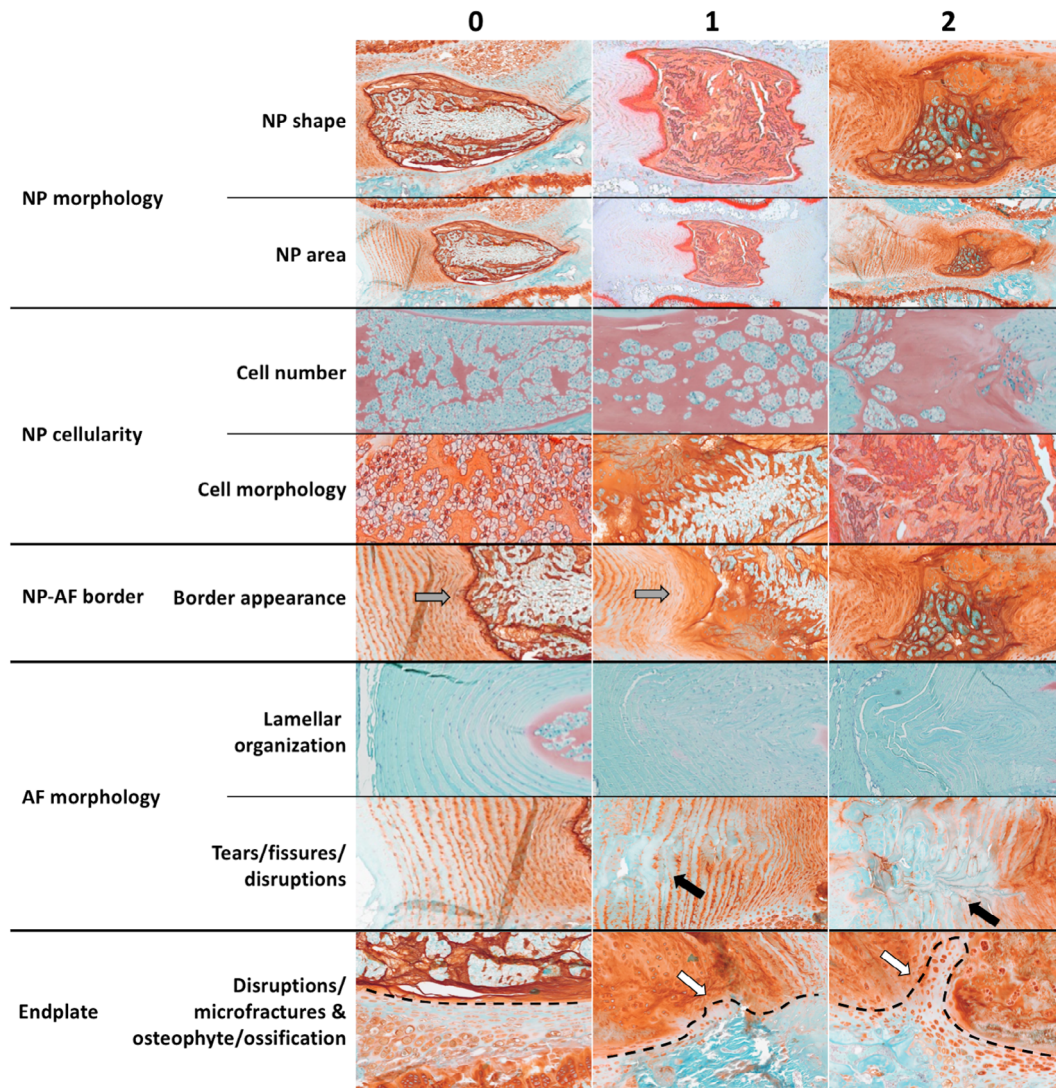 0 1 2
NP shape
NP morphology
NP area
Cell number
NP cellularity
Cell morphology
NP-AF border Border appearance
Lamellar
organization
AF morphology
Tears/fissures/
disruptions
Disruptions/
Endplate microfractures &
osteophyte/ossification